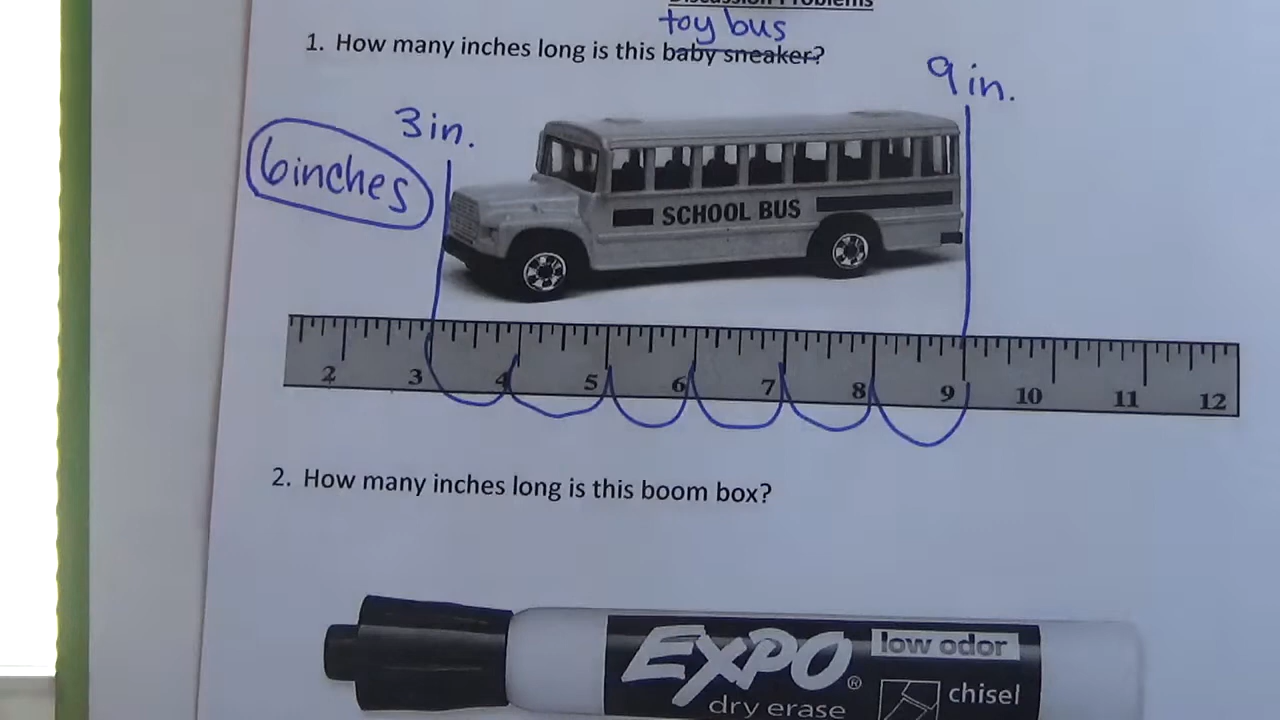 Discussion Problems
toy bus
1. How many inches long is this baby sneaker?
9 in.
3 in.
6 inches
SCHOOL BUS
2 3 4 5 6 7 8 9 10 11 12
2. How many inches long is this boom box?
EXPO®
low odor
chisel
dry erase